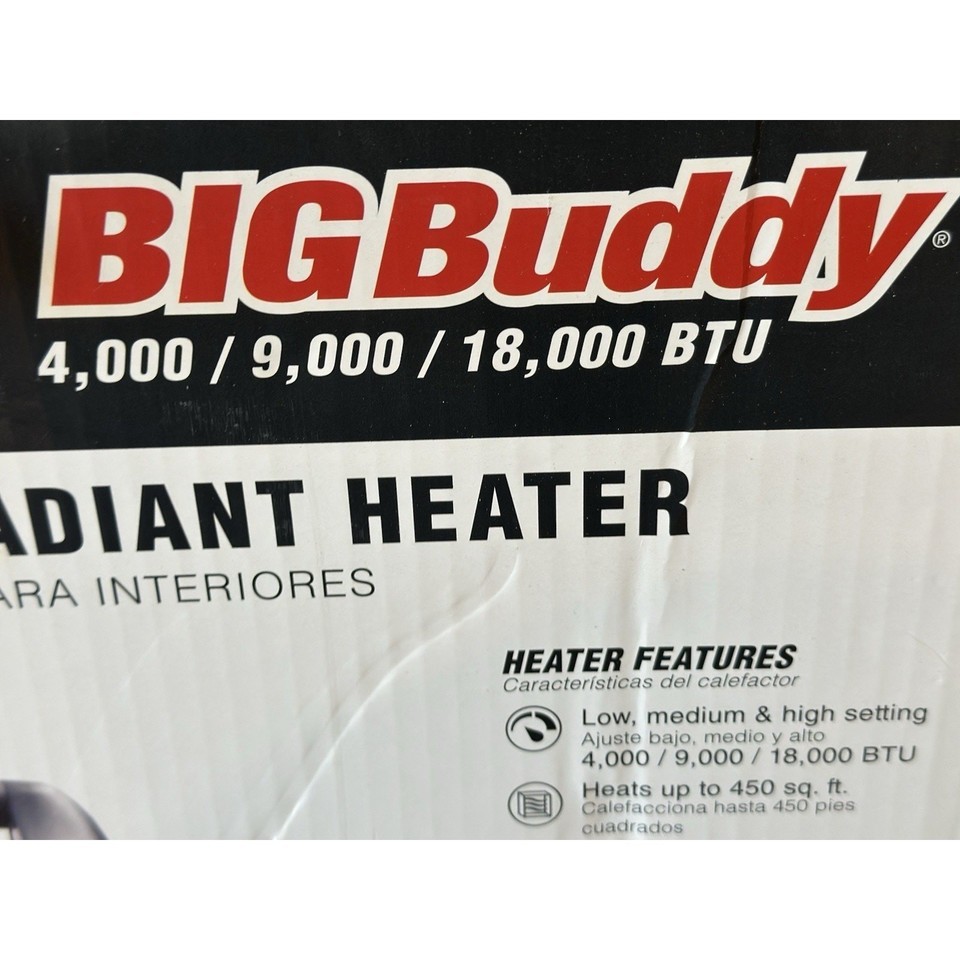 BIGBuddy®
4,000 / 9,000 / 18,000 BTU
ADIANT HEATER
ARA INTERIORES
HEATER FEATURES
Características del calefactor
Low, medium & high setting
Ajuste bajo, medio y alto
4,000 / 9,000 / 18,000 BTU
Heats up to 450 sq. ft.
Calefacciona hasta 450 pies
cuadrados